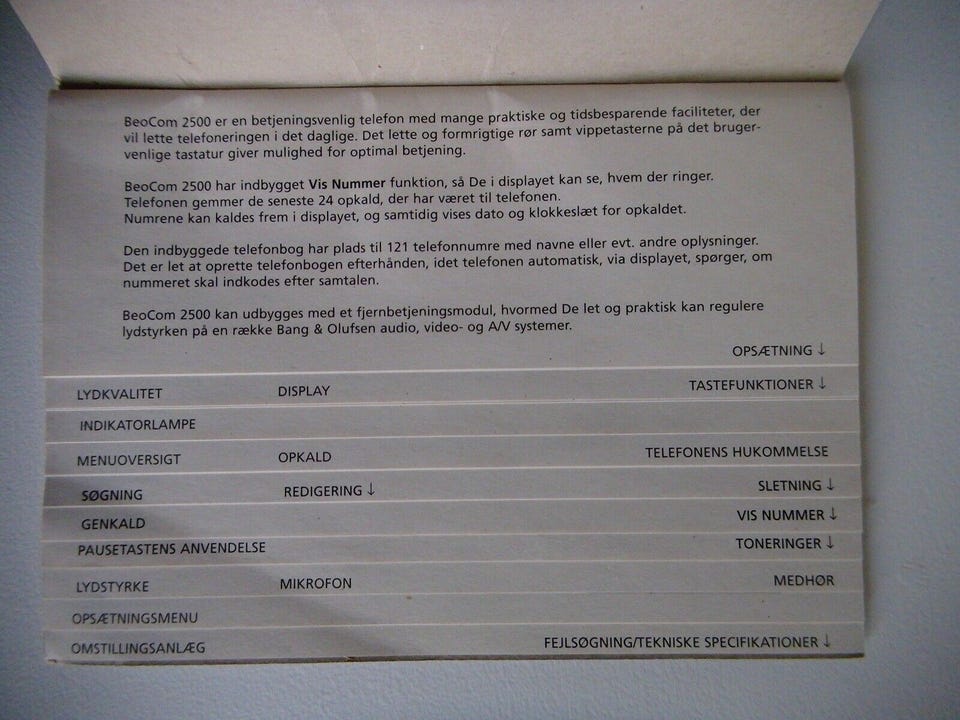 BeoCom 2500 er en betjeningsvenlig telefon med mange praktiske og tidsbesparende faciliteter, der
vil lette telefoneringen i det daglige. Det lette og formrigtige rør samt vippetasterne på det bruger-
venlige tastatur giver mulighed for optimal betjening.
BeoCom 2500 har indbygget Vis Nummer funktion, så De i displayet kan se, hvem der ringer.
Telefonen gemmer de seneste 24 opkald, der har været til telefonen.
Numrene kan kaldes frem i displayet, og samtidig vises dato og klokkeslæt for opkaldet.
Den indbyggede telefonbog har plads til 121 telefonnumre med navne eller evt. andre oplysninger.
Det er let at oprette telefonbogen efterhånden, idet telefonen automatisk, via displayet, spørger, om
nummeret skal indkodes efter samtalen.
BeoCom 2500 kan udbygges med et fjernbetjeningsmodul, hvormed De let og praktisk kan regulere
lydstyrken på en række Bang & Olufsen audio, video- og A/V systemer.
OPSÆTNING ↓
LYDKVALITET DISPLAY TASTEFUNKTIONER ↓
INDIKATORLAMPE
MENUOVERSIGT OPKALD TELEFONENS HUKOMMELSE
SØGNING REDIGERING ↓ SLETNING ↓
GENKALD VIS NUMMER ↓
PAUSETASTENS ANVENDELSE TONERINGER ↓
LYDSTYRKE MIKROFON MEDHØR
OPSÆTNINGSMENU
OMSTILLINGSANLÆG FEJLSØGNING/TEKNISKE SPECIFIKATIONER ↓